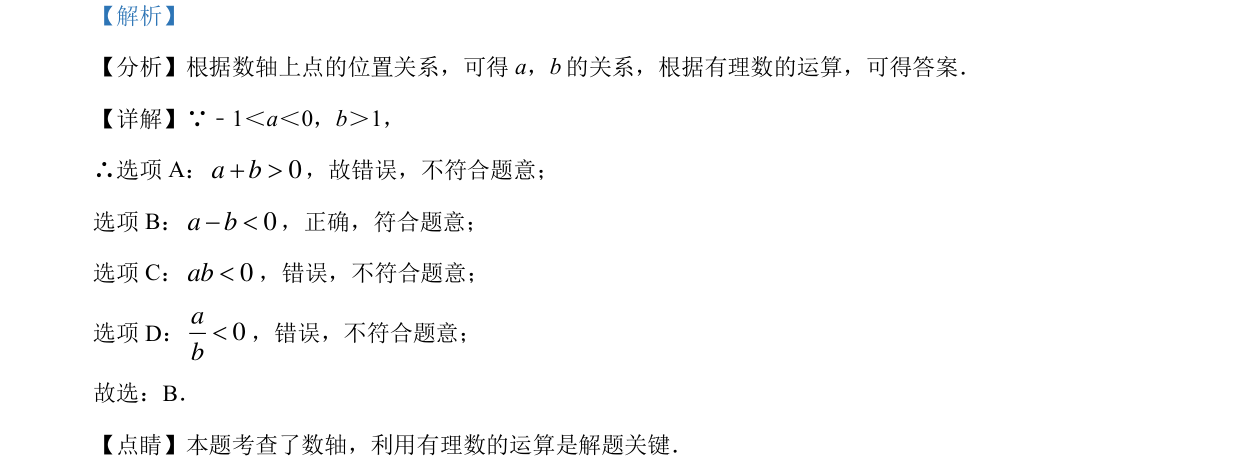 【解析】
【分析】根据数轴上点的位置关系，可得 a，b 的关系，根据有理数的运算，可得答案．
【详解】∵﹣1＜a＜0，b＞1，
∴选项 A：a + b > 0，故错误，不符合题意；
选项 B：a − b < 0，正确，符合题意；
选项 C：ab < 0，错误，不符合题意；
选项 D：a/b < 0，错误，不符合题意；
故选：B．
【点睛】本题考查了数轴，利用有理数的运算是解题关键．